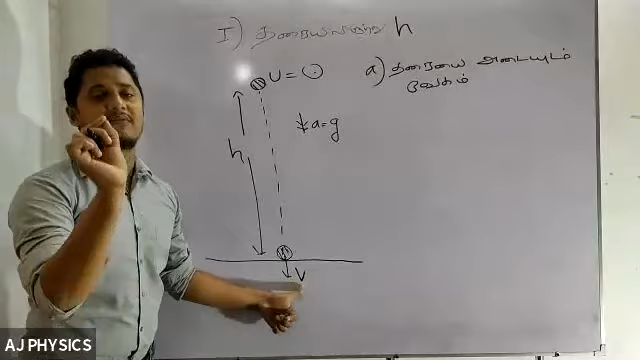 I) தரையிலிருந்து h
U = 0
a) தரையை அடையும்
வேகம்
↓ a = g
h
↓ V
AJ PHYSICS